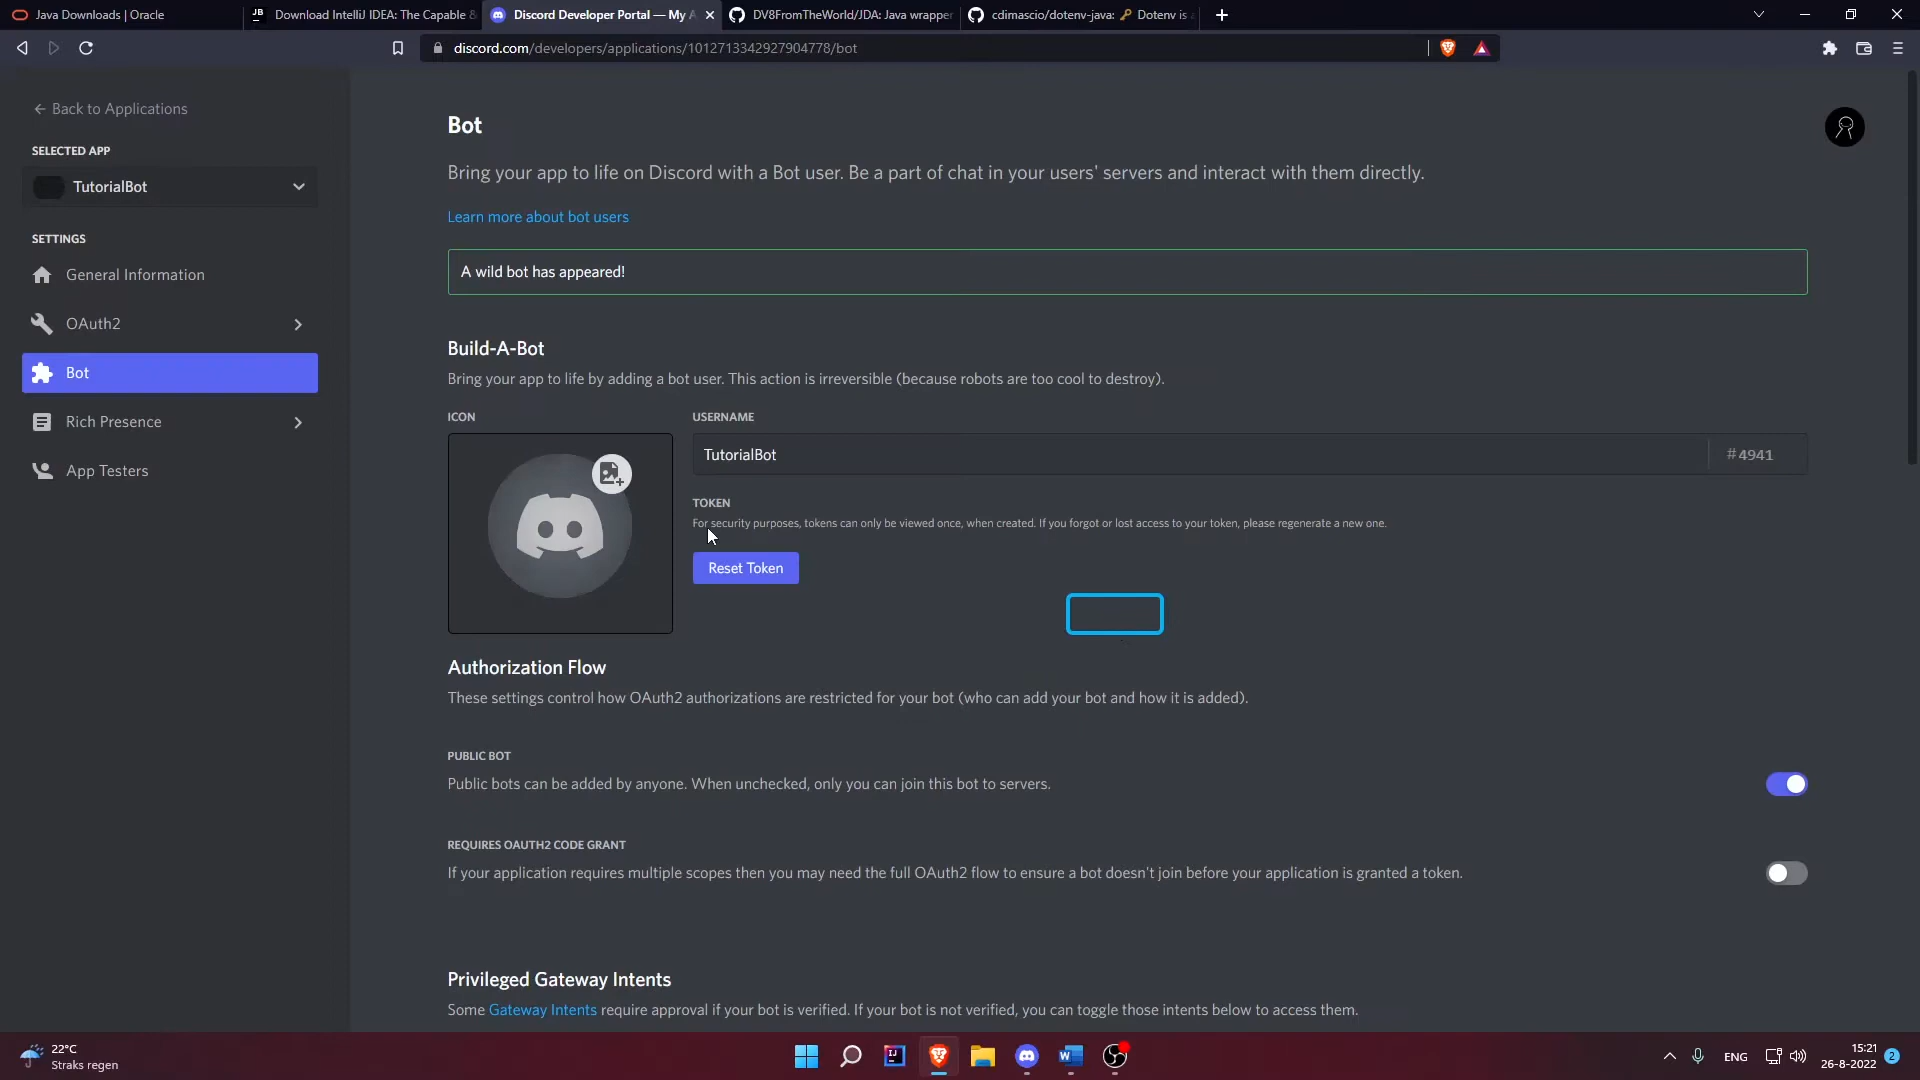 Java Downloads | Oracle
JB Download IntelliJ IDEA: The Capable &
Discord Developer Portal — My A
DV8FromTheWorld/JDA: Java wrapper
cdimascio/dotenv-java: 🔑 Dotenv is a
discord.com/developers/applications/1012713342927904778/bot
← Back to Applications
SELECTED APP
TutorialBot
SETTINGS
General Information
OAuth2
Bot
Rich Presence
App Testers
Bot
Bring your app to life on Discord with a Bot user. Be a part of chat in your users' servers and interact with them directly.
Learn more about bot users
A wild bot has appeared!
Build-A-Bot
Bring your app to life by adding a bot user. This action is irreversible (because robots are too cool to destroy).
ICON
USERNAME
TutorialBot
#4941
TOKEN
For security purposes, tokens can only be viewed once, when created. If you forgot or lost access to your token, please regenerate a new one.
Reset Token
Authorization Flow
These settings control how OAuth2 authorizations are restricted for your bot (who can add your bot and how it is added).
PUBLIC BOT
Public bots can be added by anyone. When unchecked, only you can join this bot to servers.
REQUIRES OAUTH2 CODE GRANT
If your application requires multiple scopes then you may need the full OAuth2 flow to ensure a bot doesn't join before your application is granted a token.
Privileged Gateway Intents
Some Gateway Intents require approval if your bot is verified. If your bot is not verified, you can toggle those intents below to access them.
22°C
Straks regen
IJ
W
ENG
15:21
26-8-2022
2